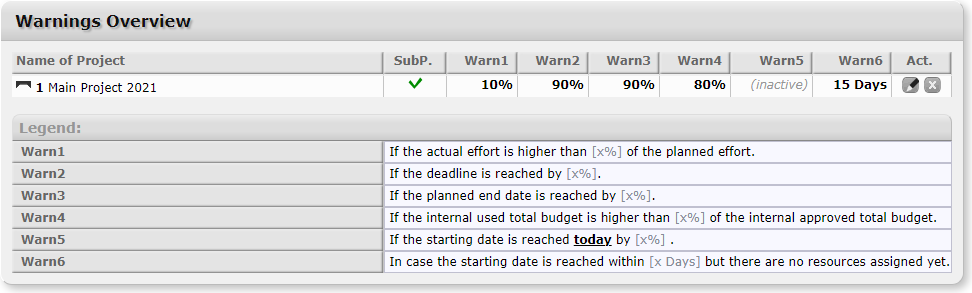 Warnings Overview
Name of Project SubP. Warn1 Warn2 Warn3 Warn4 Warn5 Warn6 Act.
1 Main Project 2021 10% 90% 90% 80% (inactive) 15 Days
Legend:
Warn1 If the actual effort is higher than [x%] of the planned effort.
Warn2 If the deadline is reached by [x%].
Warn3 If the planned end date is reached by [x%].
Warn4 If the internal used total budget is higher than [x%] of the internal approved total budget.
Warn5 If the starting date is reached today by [x%] .
Warn6 In case the starting date is reached within [x Days] but there are no resources assigned yet.